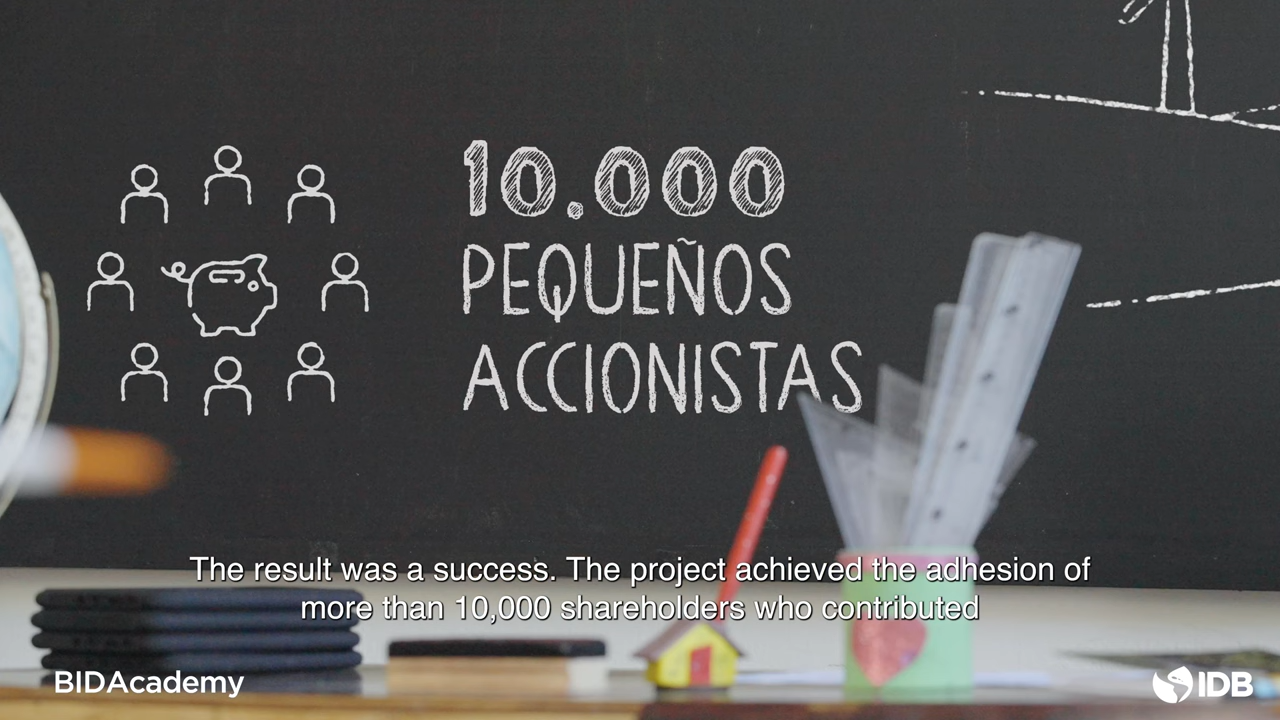 10.000
PEQUEÑOS
ACCIONISTAS
The result was a success. The project achieved the adhesion of
more than 10,000 shareholders who contributed
BIDAcademy
IDB